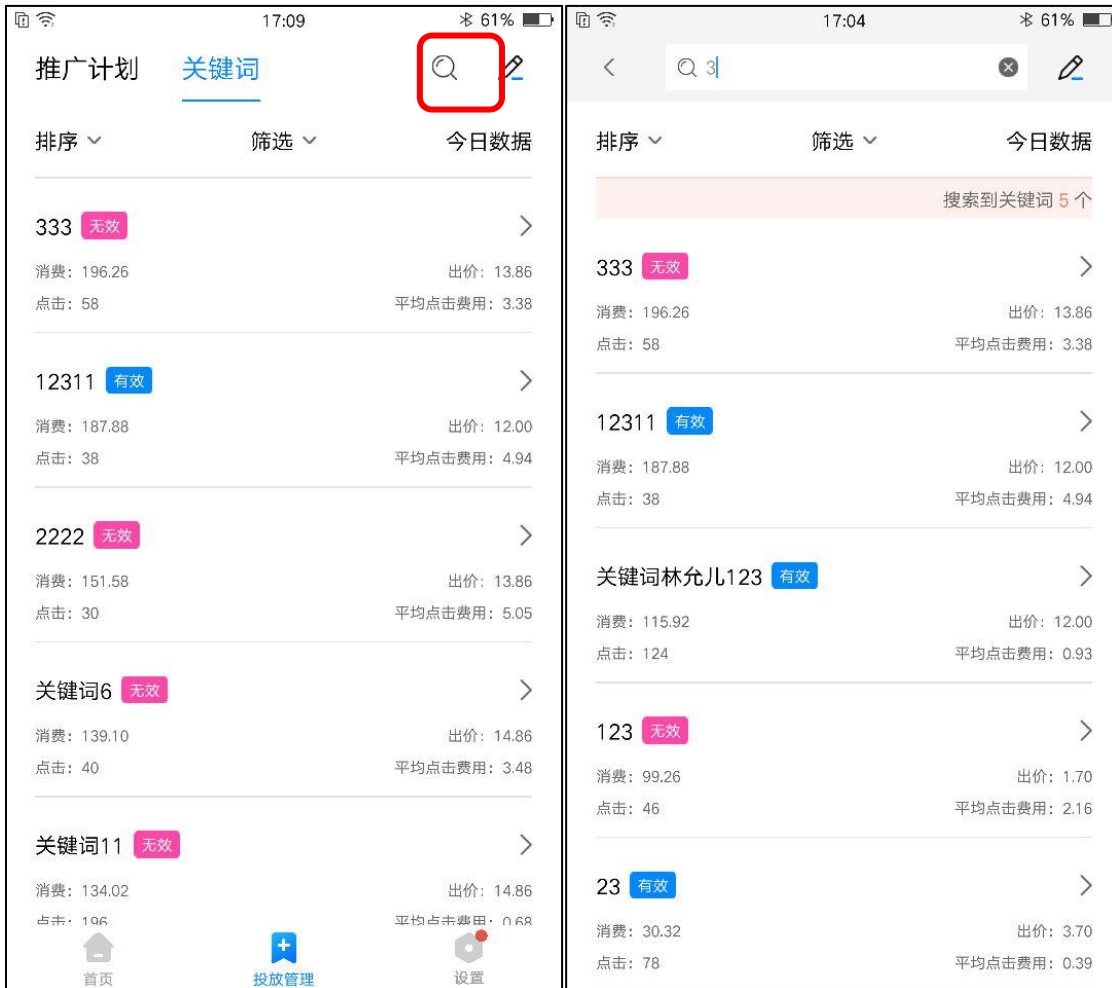 17:09
61%
推广计划 关键词
排序 筛选 今日数据
333 无效
消费: 196.26 出价: 13.86
点击: 58 平均点击费用: 3.38
12311 有效
消费: 187.88 出价: 12.00
点击: 38 平均点击费用: 4.94
2222 无效
消费: 151.58 出价: 13.86
点击: 30 平均点击费用: 5.05
关键词6 无效
消费: 139.10 出价: 14.86
点击: 40 平均点击费用: 3.48
关键词11 无效
消费: 134.02 出价: 14.86
点击: 196 平均点击费用: 0.68
首页 投放管理 设置
17:04
61%
3
排序 筛选 今日数据
搜索到关键词 5 个
333 无效
消费: 196.26 出价: 13.86
点击: 58 平均点击费用: 3.38
12311 有效
消费: 187.88 出价: 12.00
点击: 38 平均点击费用: 4.94
关键词林允儿123 有效
消费: 115.92 出价: 12.00
点击: 124 平均点击费用: 0.93
123 无效
消费: 99.26 出价: 1.70
点击: 46 平均点击费用: 2.16
23 有效
消费: 30.32 出价: 3.70
点击: 78 平均点击费用: 0.39